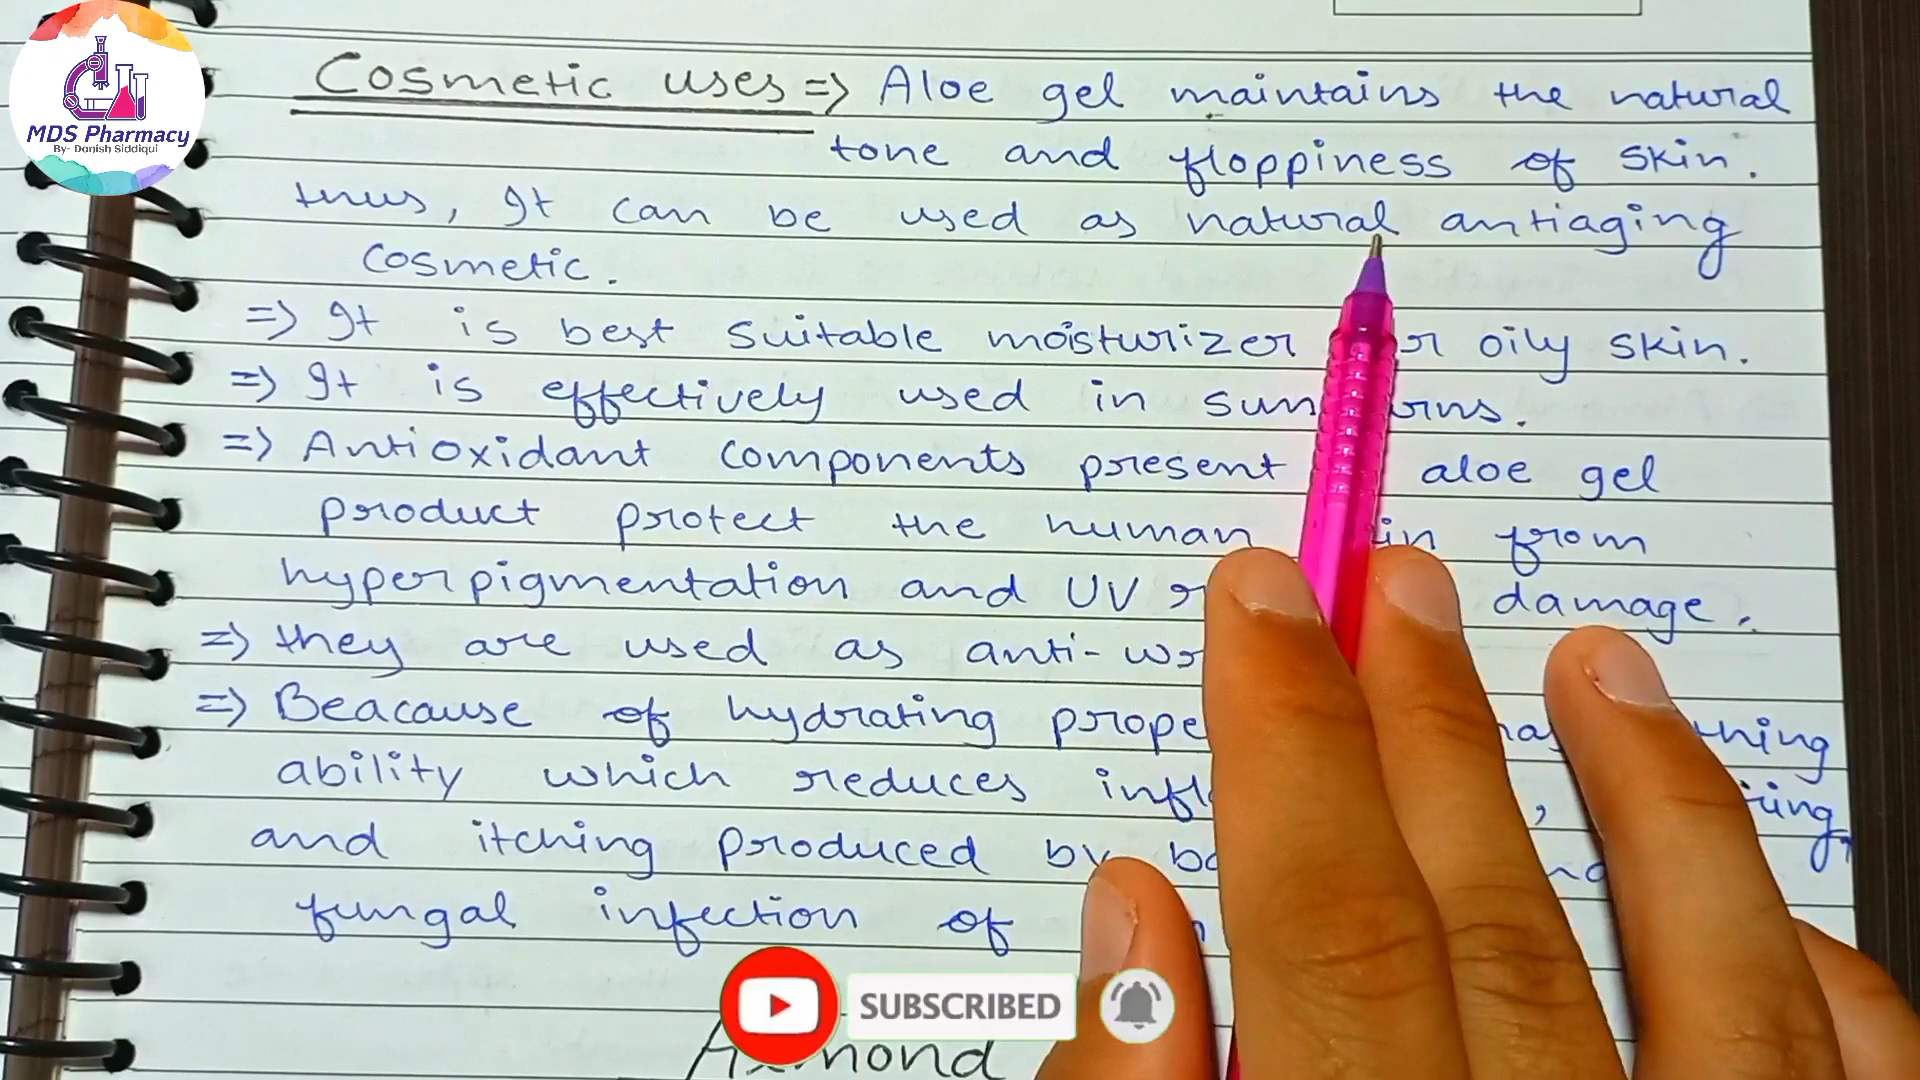 MDS Pharmacy
By- Danish Siddiqui
Cosmetic uses => Aloe gel maintains the natural
tone and floppiness of skin.
thus, It can be used as natural antiaging
cosmetic.
=> It is best suitable moisturizer oily skin.
=> It is effectively used in sun
=> Antioxidant components present aloe gel
product protect the human from
hyperpigmentation and UV damage.
=> they are used as anti-
=> Beacause of hydrating
ability which reduces
and itching produced by
fungal infection of
SUBSCRIBED